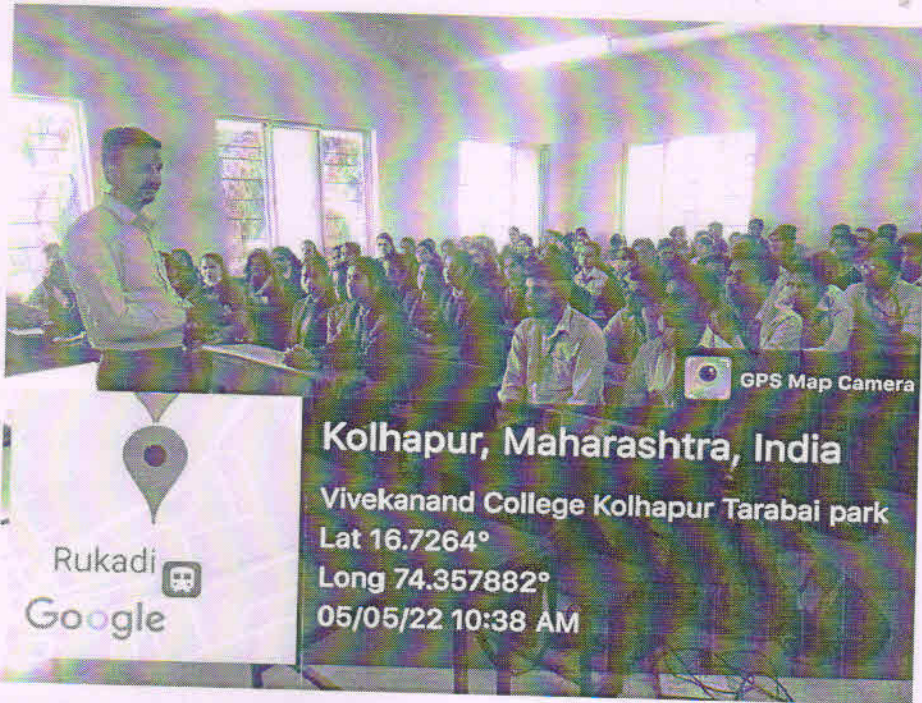 GPS Map Camera
Kolhapur, Maharashtra, India
Vivekanand College Kolhapur Tarabai park
Lat 16.7264°
Long 74.357882°
05/05/22 10:38 AM
Rukadi
Google